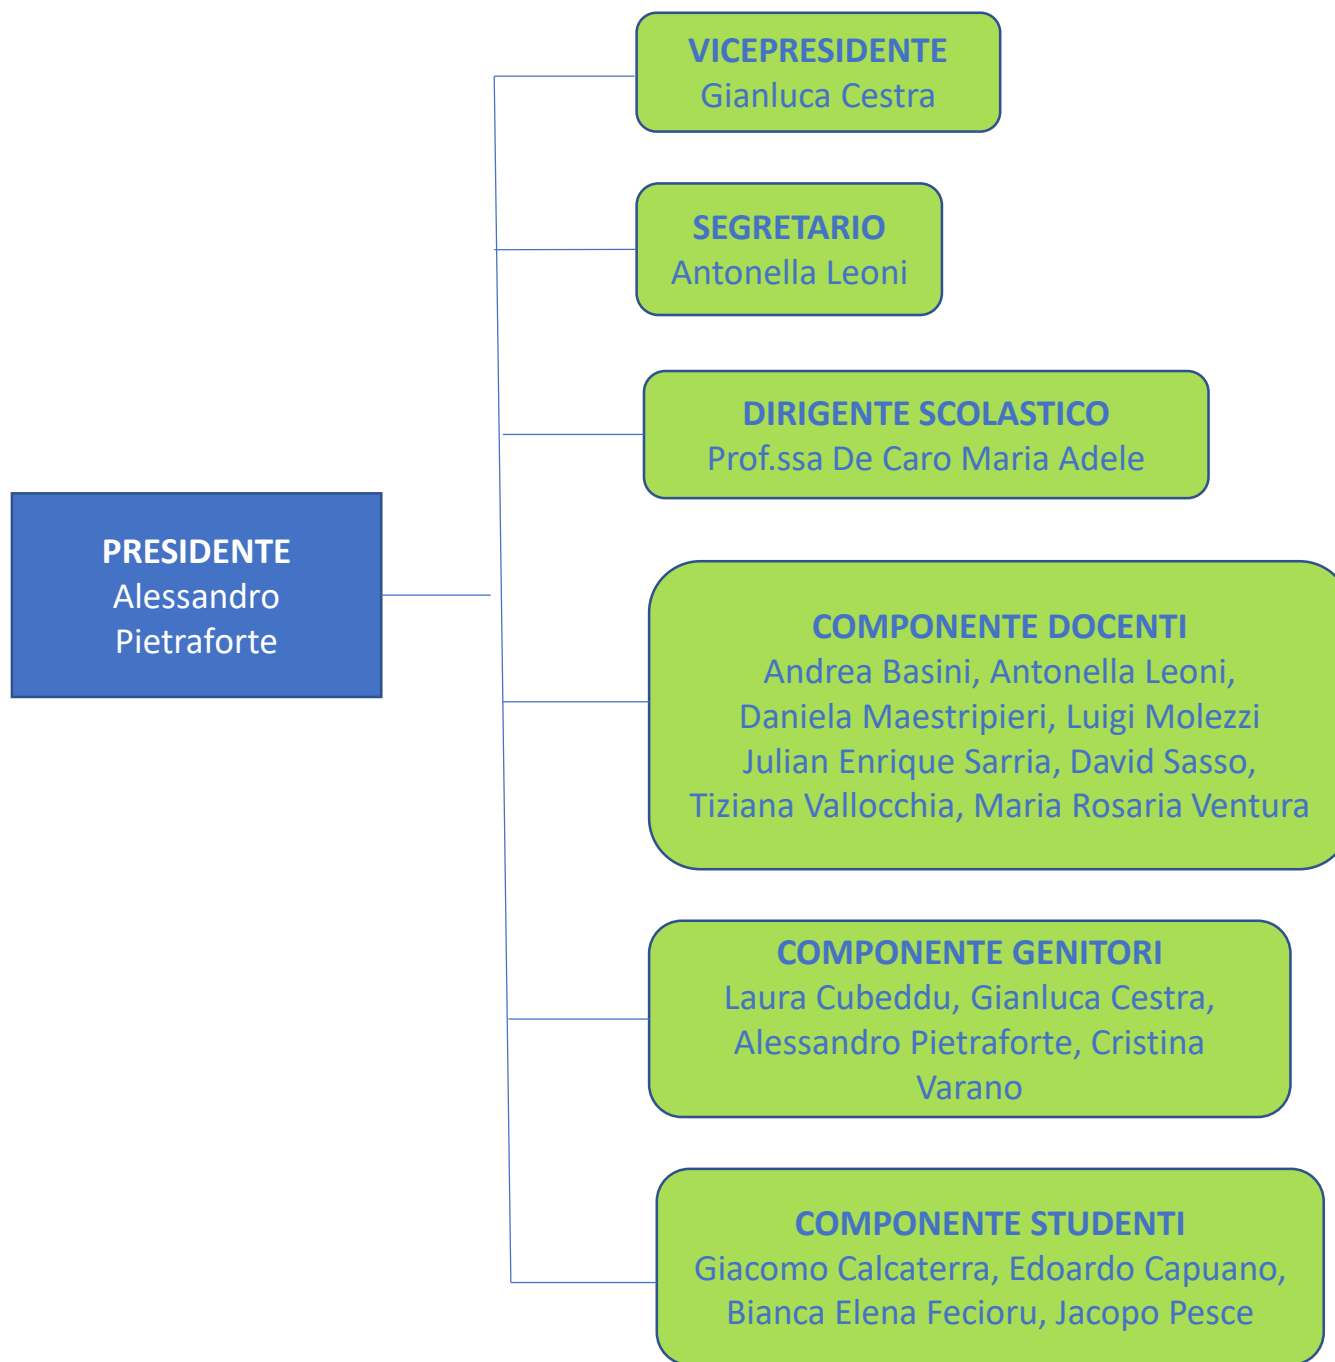 VICEPRESIDENTE
Gianluca Cestra
SEGRETARIO
Antonella Leoni
DIRIGENTE SCOLASTICO
Prof.ssa De Caro Maria Adele
PRESIDENTE
Alessandro
Pietraforte
COMPONENTE DOCENTI
Andrea Basini, Antonella Leoni,
Daniela Maestripieri, Luigi Molezzi
Julian Enrique Sarria, David Sasso,
Tiziana Vallocchia, Maria Rosaria Ventura
COMPONENTE GENITORI
Laura Cubeddu, Gianluca Cestra,
Alessandro Pietraforte, Cristina
Varano
COMPONENTE STUDENTI
Giacomo Calcaterra, Edoardo Capuano,
Bianca Elena Fecioru, Jacopo Pesce